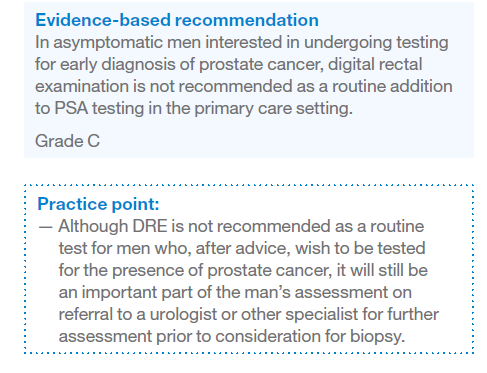 Evidence-based recommendation
In asymptomatic men interested in undergoing testing
for early diagnosis of prostate cancer, digital rectal
examination is not recommended as a routine addition
to PSA testing in the primary care setting.
Grade C
Practice point:
— Although DRE is not recommended as a routine
test for men who, after advice, wish to be tested
for the presence of prostate cancer, it will still be
an important part of the man’s assessment on
referral to a urologist or other specialist for further
assessment prior to consideration for biopsy.